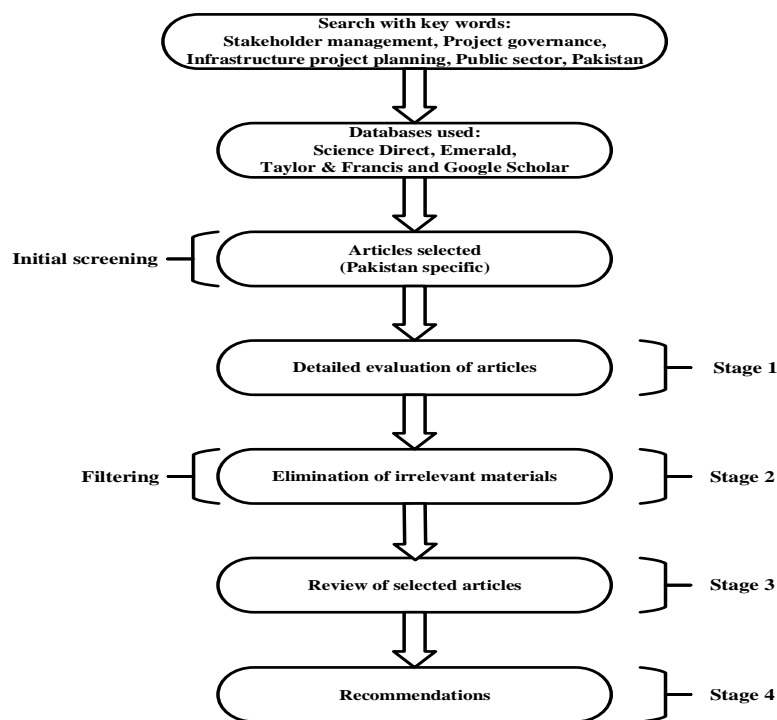 Search with key words:
Stakeholder management, Project governance,
Infrastructure project planning, Public sector, Pakistan
Databases used:
Science Direct, Emerald,
Taylor & Francis and Google Scholar
Initial screening
Articles selected
(Pakistan specific)
Detailed evaluation of articles
Stage 1
Filtering
Elimination of irrelevant materials
Stage 2
Review of selected articles
Stage 3
Recommendations
Stage 4